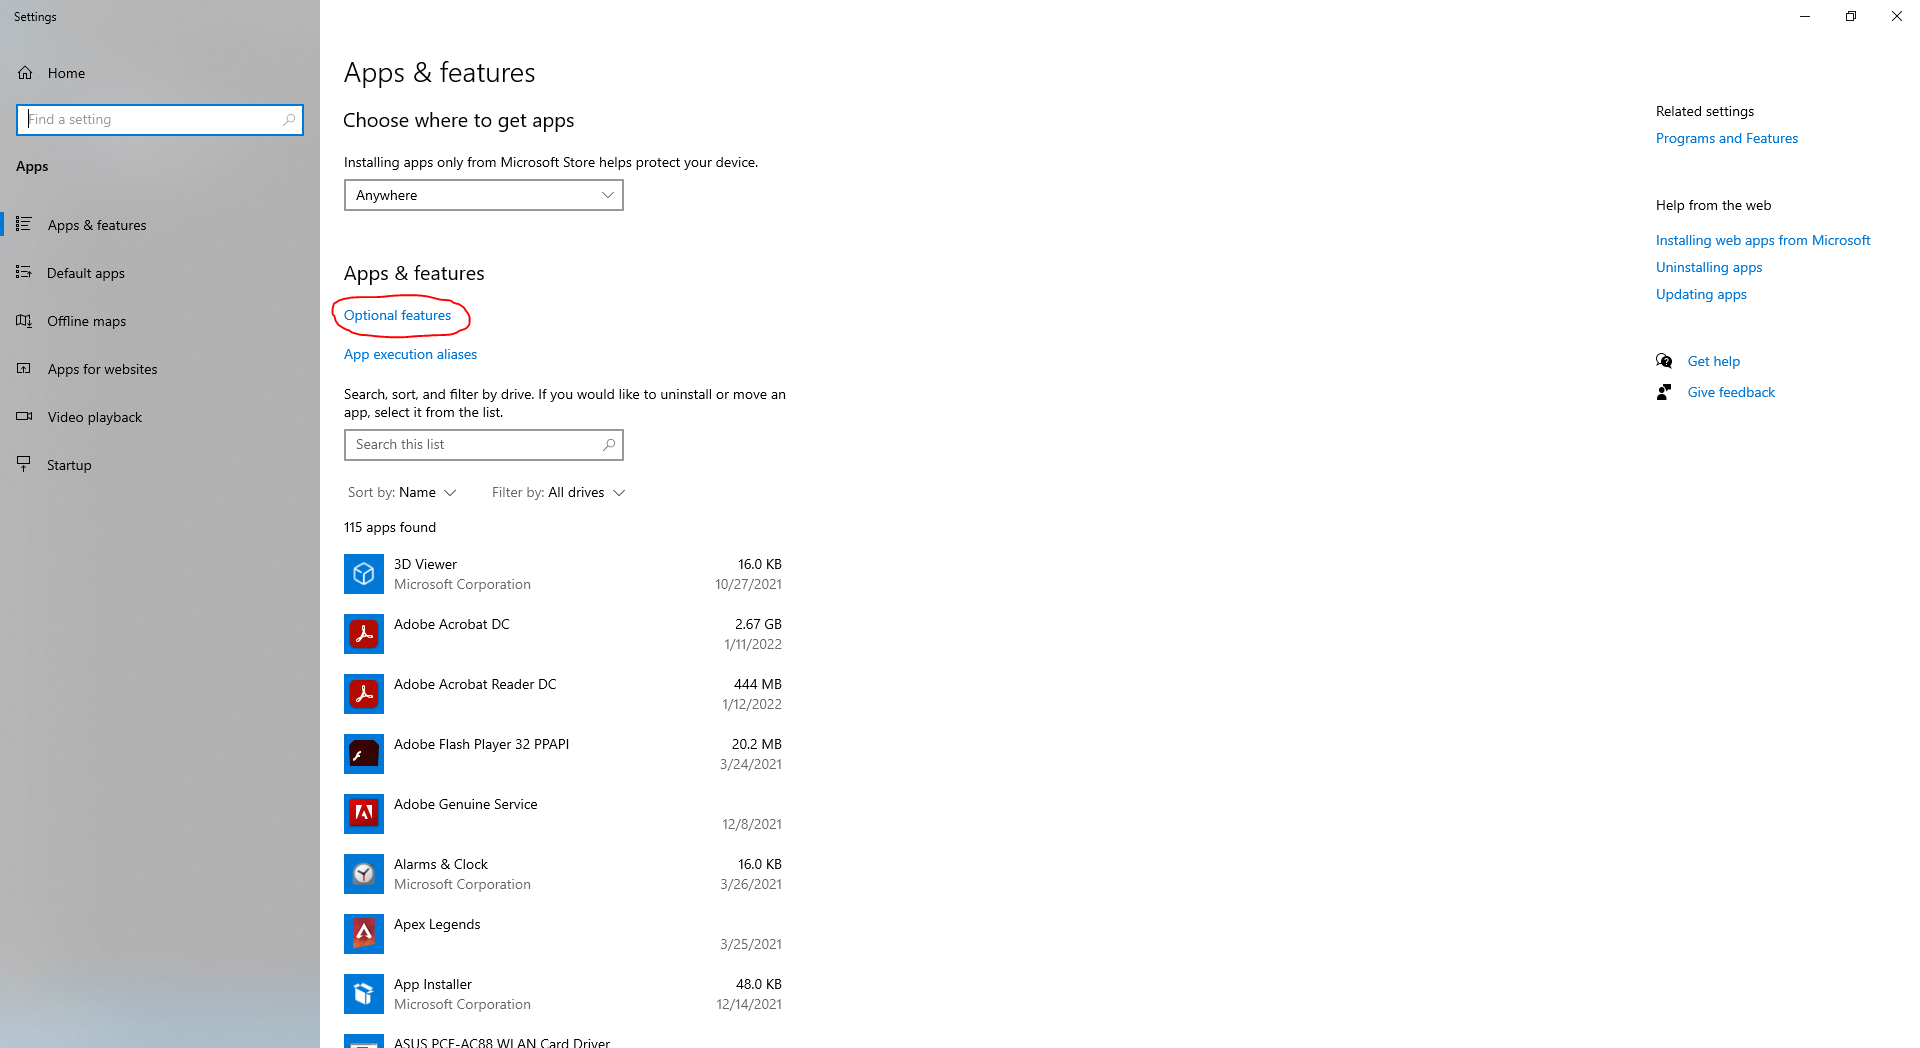 Settings
Home
Find a setting
Apps
Apps & features
Default apps
Offline maps
Apps for websites
Video playback
Startup
Apps & features
Choose where to get apps
Installing apps only from Microsoft Store helps protect your device.
Anywhere
Apps & features
Optional features
App execution aliases
Search, sort, and filter by drive. If you would like to uninstall or move an
app, select it from the list.
Search this list
Sort by: Name Filter by: All drives
115 apps found
3D Viewer 16.0 KB
Microsoft Corporation 10/27/2021
Adobe Acrobat DC 2.67 GB
1/11/2022
Adobe Acrobat Reader DC 444 MB
1/12/2022
Adobe Flash Player 32 PPAPI 20.2 MB
3/24/2021
Adobe Genuine Service
12/8/2021
Alarms & Clock 16.0 KB
Microsoft Corporation 3/26/2021
Apex Legends
3/25/2021
App Installer 48.0 KB
Microsoft Corporation 12/14/2021
ASUS PCE-AC88 WLAN Card Driver
Related settings
Programs and Features
Help from the web
Installing web apps from Microsoft
Uninstalling apps
Updating apps
Get help
Give feedback